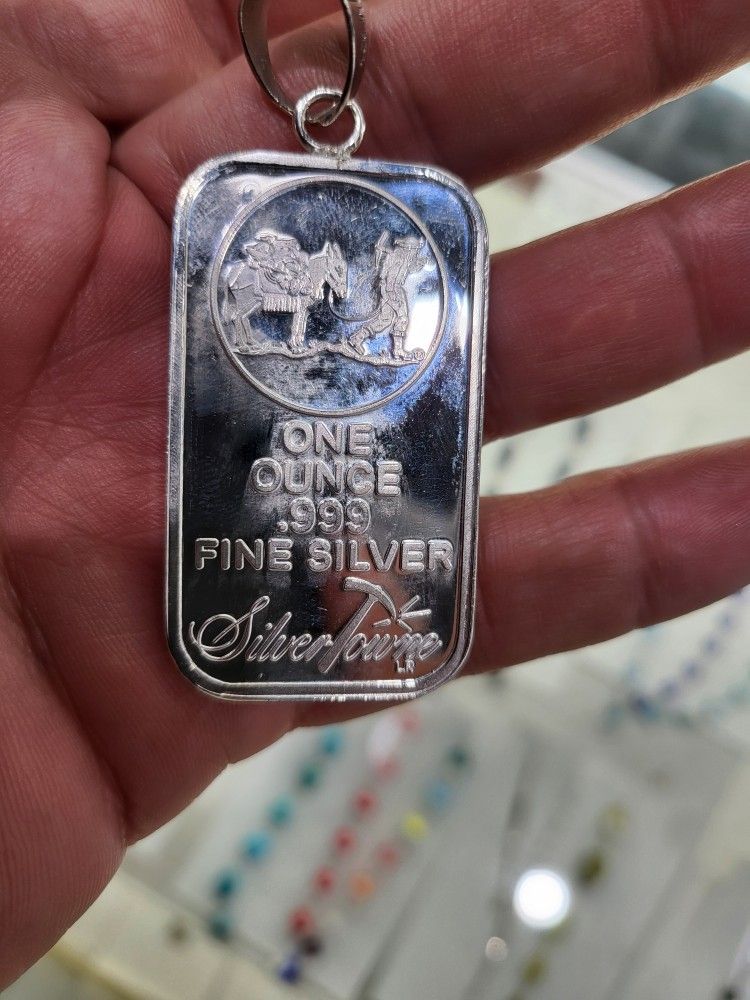 ONE
OUNCE
.999
FINE SILVER
SilverTowne
LR